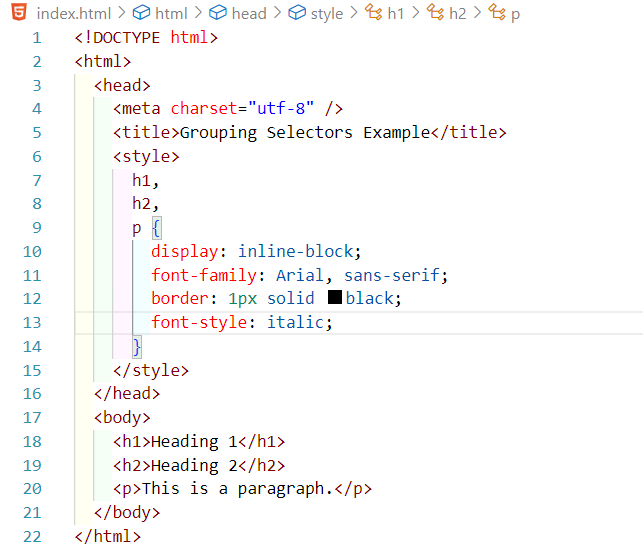 index.html > html > head > style > h1 > h2 > p
1 <!DOCTYPE html>
2 <html>
3 <head>
4 <meta charset="utf-8" />
5 <title>Grouping Selectors Example</title>
6 <style>
7 h1,
8 h2,
9 p {
10 display: inline-block;
11 font-family: Arial, sans-serif;
12 border: 1px solid black;
13 font-style: italic;
14 }
15 </style>
16 </head>
17 <body>
18 <h1>Heading 1</h1>
19 <h2>Heading 2</h2>
20 <p>This is a paragraph.</p>
21 </body>
22 </html>